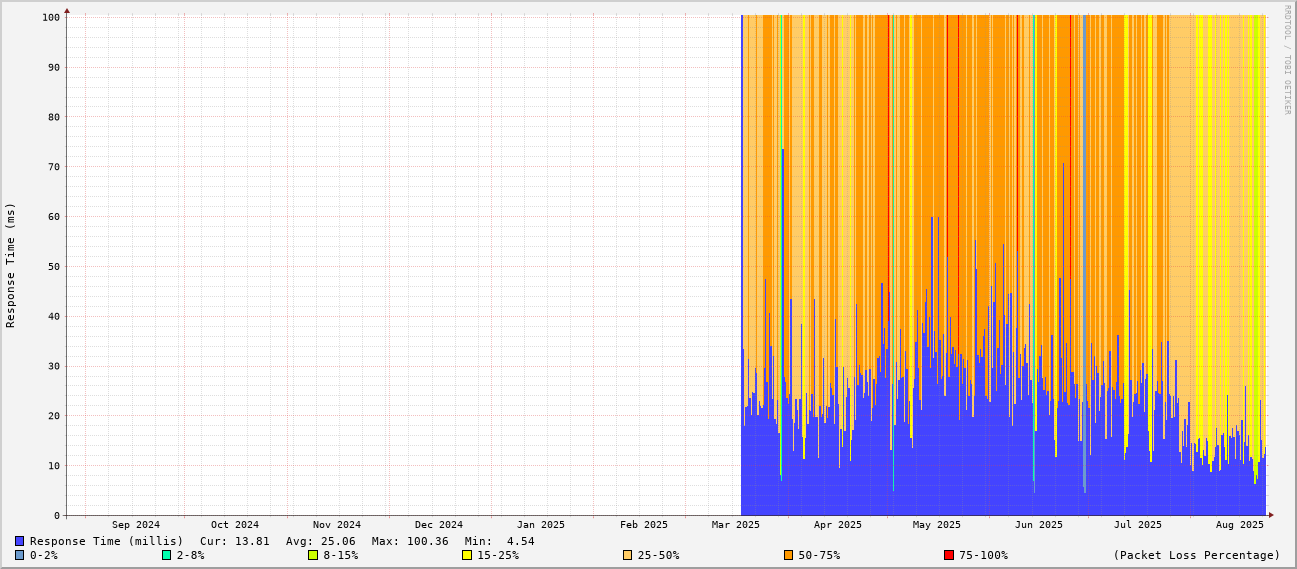 RRDTOOL / TOBI OETIKER
Response Time (ms)
100
90
80
70
60
50
40
30
20
10
0
Sep 2024 Oct 2024 Nov 2024 Dec 2024 Jan 2025 Feb 2025 Mar 2025 Apr 2025 May 2025 Jun 2025 Jul 2025 Aug 2025
Response Time (millis) Cur: 13.81 Avg: 25.06 Max: 100.36 Min: 4.54
0-2% 2-8% 8-15% 15-25% 25-50% 50-75% 75-100% (Packet Loss Percentage)